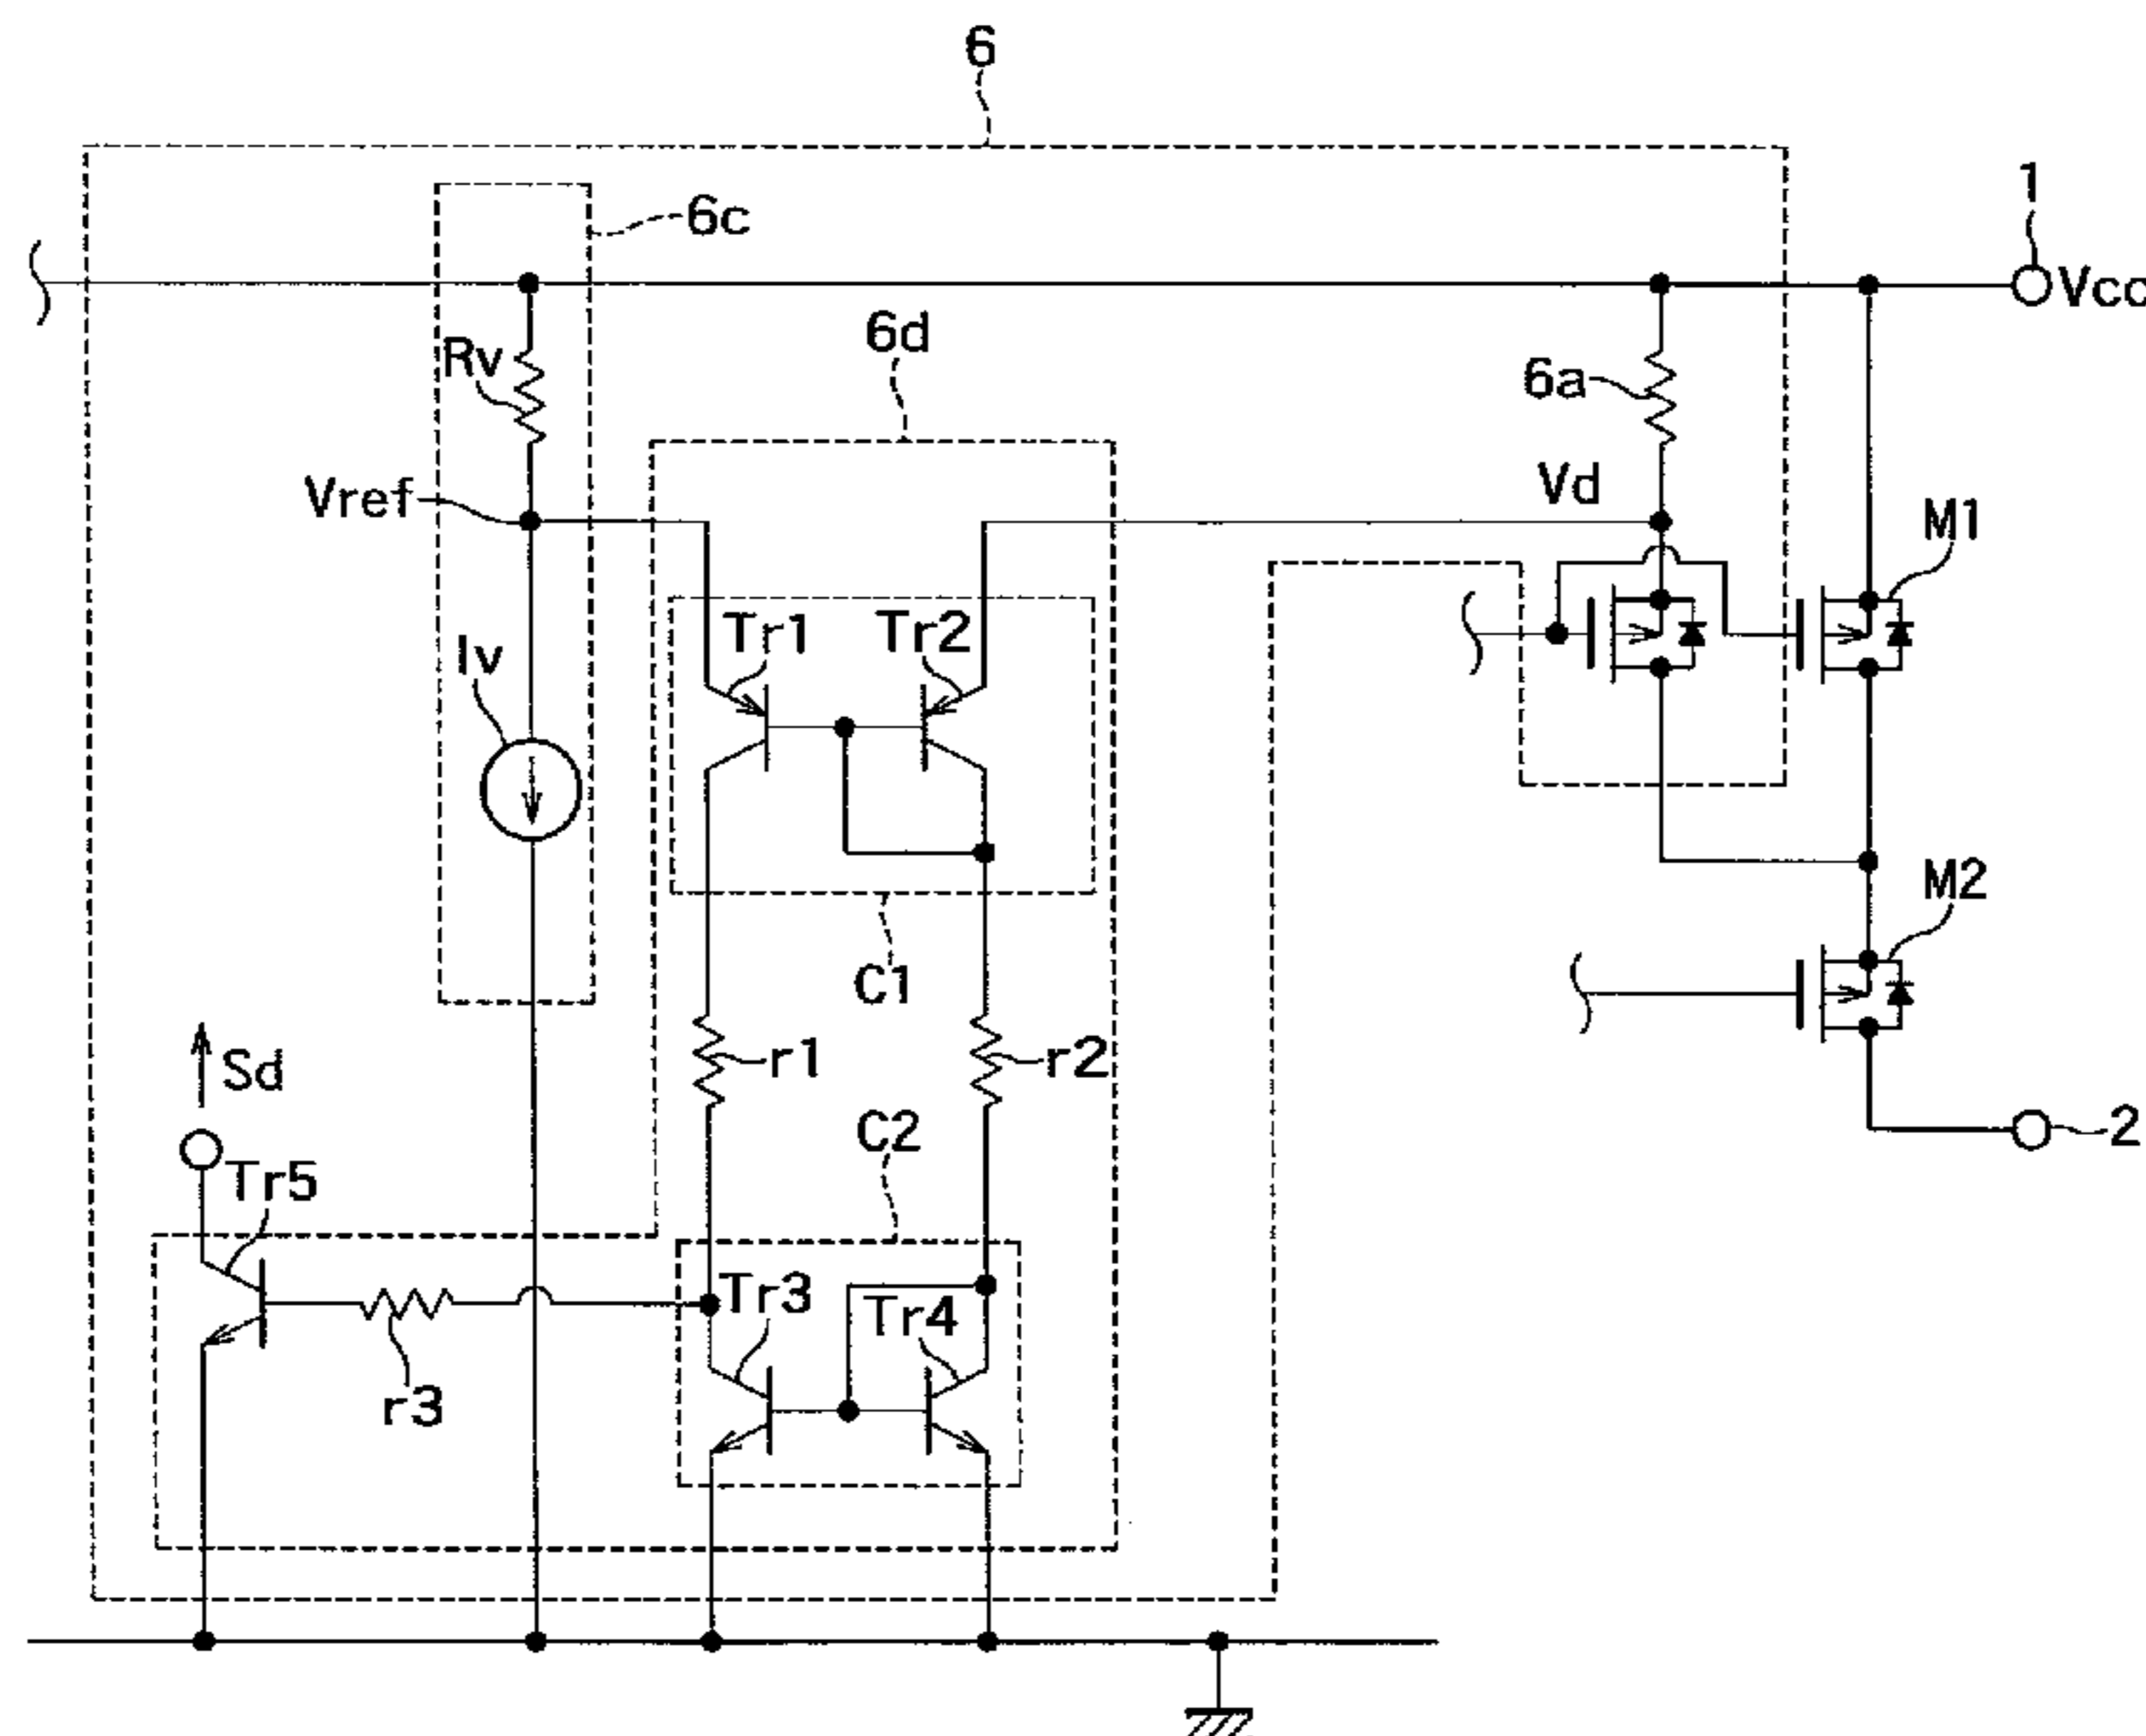 6
6c
1
Vcc
6d
Rv
6a
Vref
Vd
M1
Tr1
Tr2
Iv
M2
C1
Sd
r1
r2
C2
2
Tr5
Tr3
Tr4
r3